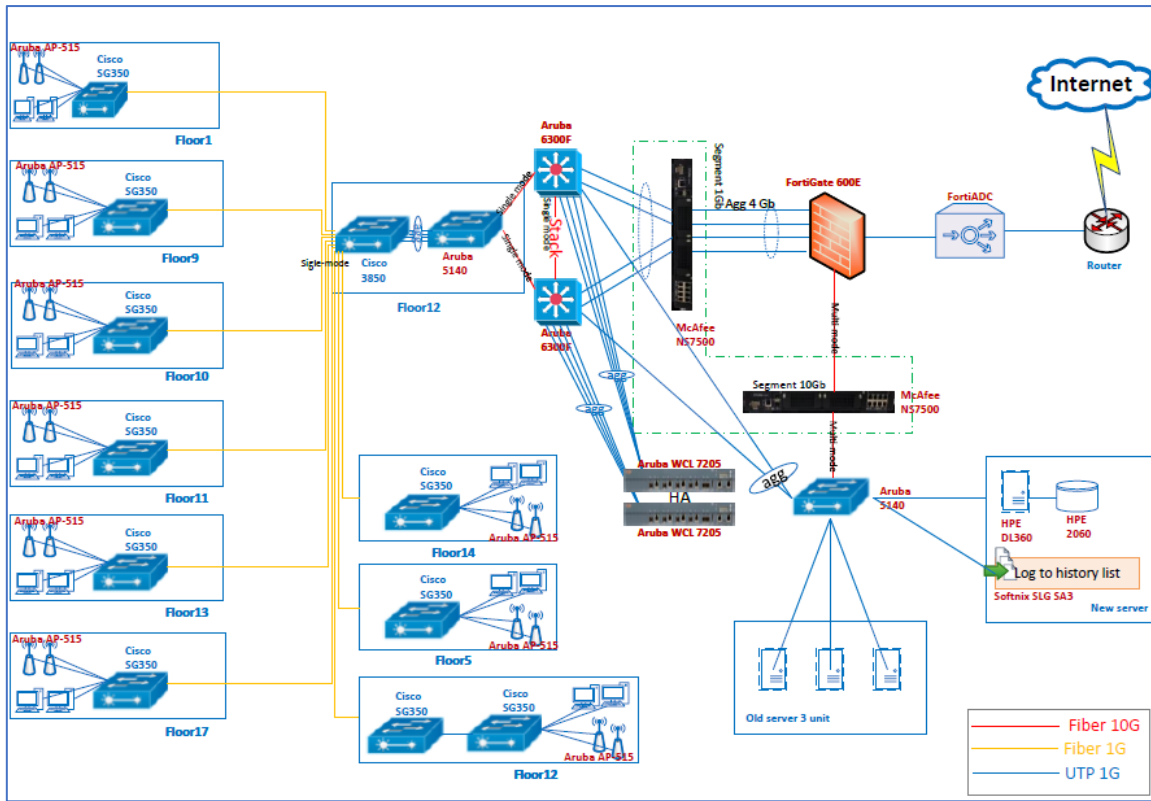 Aruba AP-515
Cisco
SG350
Floor1
Aruba AP-515
Cisco
SG350
Floor9
Aruba AP-515
Cisco
SG350
Floor10
Aruba AP-515
Cisco
SG350
Floor11
Aruba AP-515
Cisco
SG350
Floor13
Aruba AP-515
Cisco
SG350
Floor17
Sigle-mode
Cisco
3850
Aruba
5140
Floor12
Single mode
Single mode
Aruba
6300F
Single mode
Stack
Aruba
6300F
agg
agg
Cisco
SG350
Aruba AP-515
Floor14
Cisco
SG350
Aruba AP-515
Floor5
Cisco
SG350
Cisco
SG350
Aruba AP-515
Floor12
Segment 1Gb
Agg 4 Gb
McAfee
NS7500
FortiGate 600E
FortiADC
Internet
Router
Multi-mode
Segment 10Gb
McAfee
NS7500
Multi-mode
Aruba WCL 7205
HA
Aruba WCL 7205
agg
Aruba
5140
HPE
DL360
HPE
2060
Log to history list
Softnix SLG SA3
New server
Old server 3 unit
Fiber 10G
Fiber 1G
UTP 1G